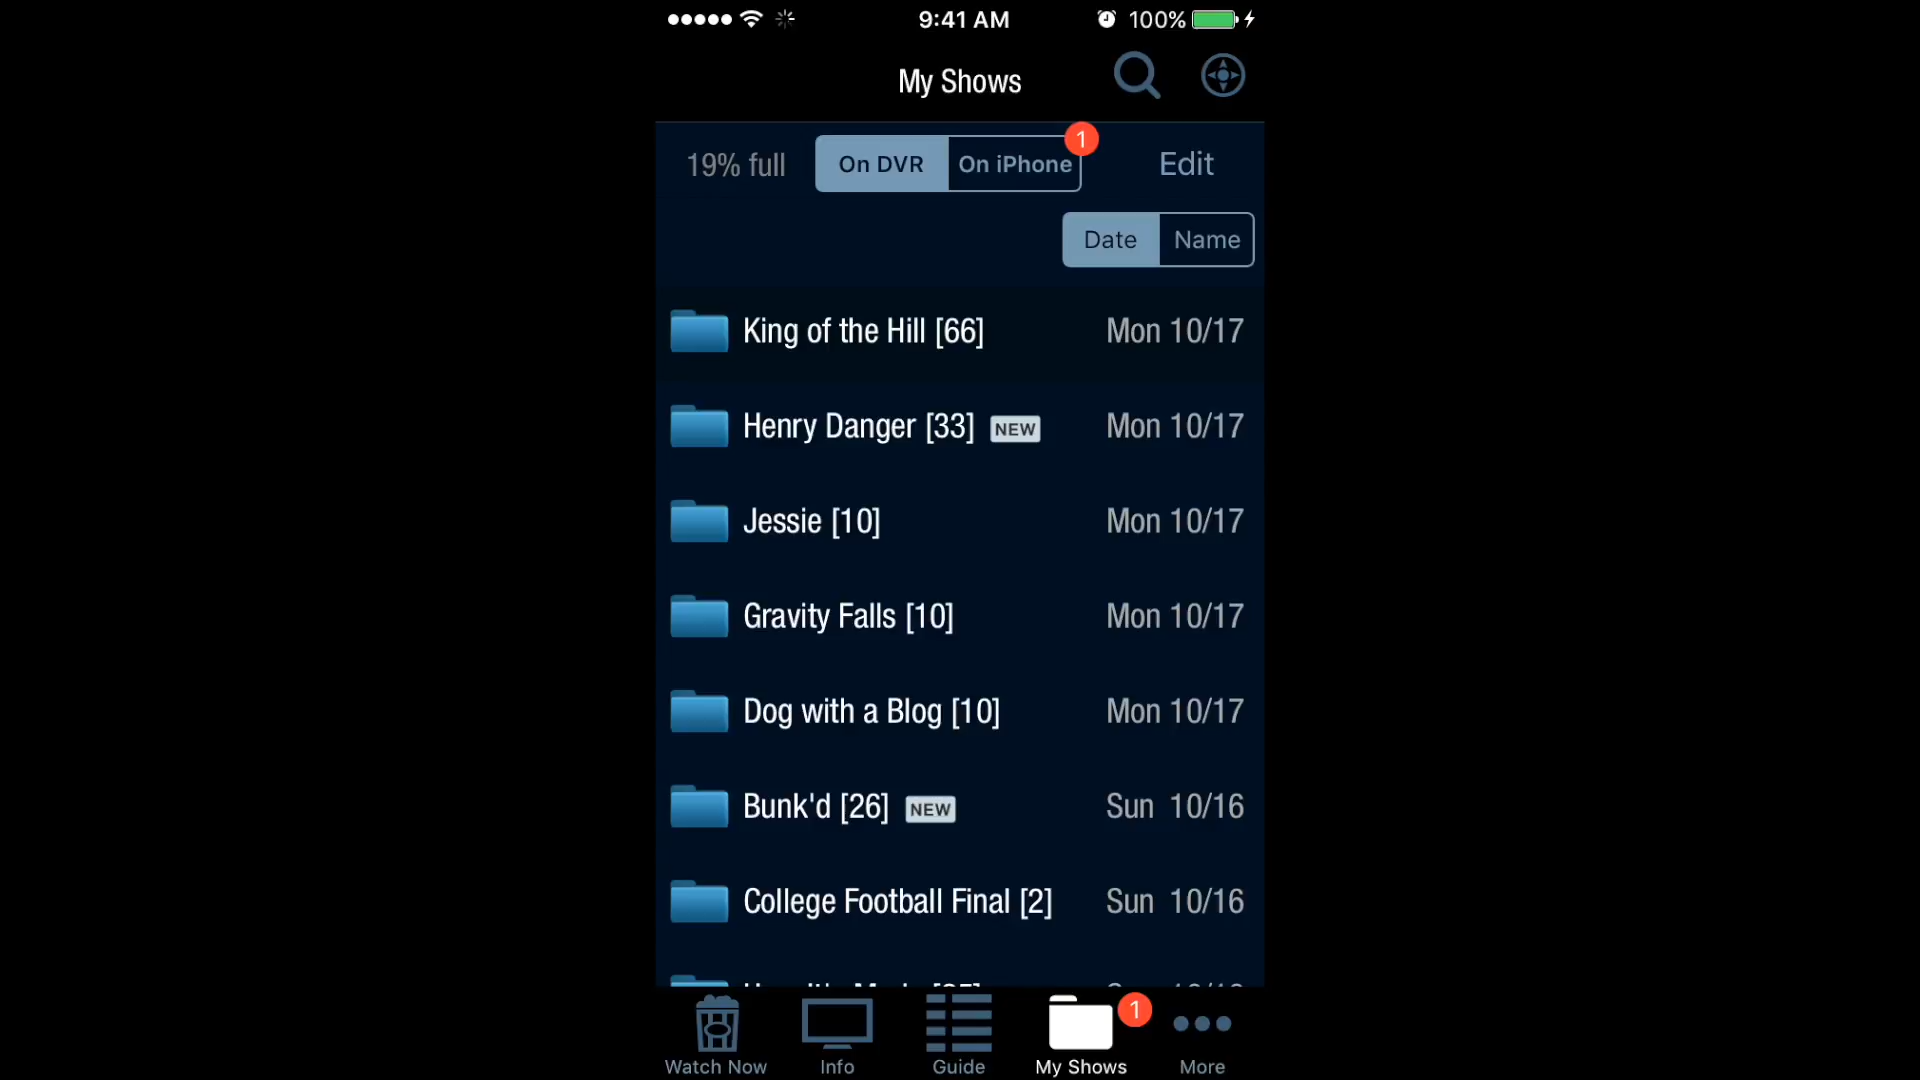 9:41 AM 100%
My Shows
19% full On DVR On iPhone 1 Edit
Date Name
King of the Hill [66] Mon 10/17
Henry Danger [33] NEW Mon 10/17
Jessie [10] Mon 10/17
Gravity Falls [10] Mon 10/17
Dog with a Blog [10] Mon 10/17
Bunk'd [26] NEW Sun 10/16
College Football Final [2] Sun 10/16
1
Watch Now Info Guide My Shows More